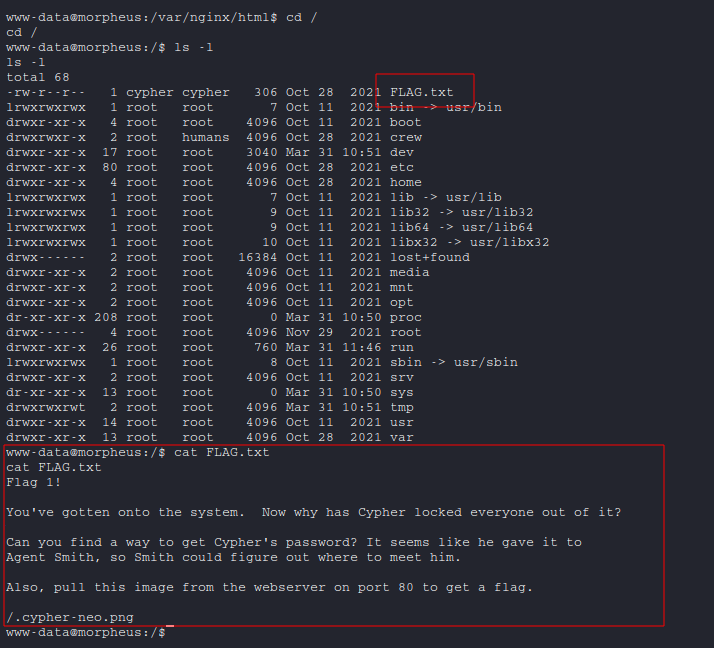 www-data@morpheus:/var/nginx/html$ cd /
cd /
www-data@morpheus:/$ ls -l
ls -l
total 68
-rw-r--r--   1 cypher cypher   306 Oct 28  2021 FLAG.txt
lrwxrwxrwx   1 root   root       7 Oct 11  2021 bin -> usr/bin
drwxr-xr-x   4 root   root    4096 Oct 11  2021 boot
drwxrwxr-x   2 root   humans  4096 Oct 28  2021 crew
drwxr-xr-x  17 root   root    3040 Mar 31 10:51 dev
drwxr-xr-x  80 root   root    4096 Oct 28  2021 etc
drwxr-xr-x   4 root   root    4096 Oct 28  2021 home
lrwxrwxrwx   1 root   root       7 Oct 11  2021 lib -> usr/lib
lrwxrwxrwx   1 root   root       9 Oct 11  2021 lib32 -> usr/lib32
lrwxrwxrwx   1 root   root       9 Oct 11  2021 lib64 -> usr/lib64
lrwxrwxrwx   1 root   root      10 Oct 11  2021 libx32 -> usr/libx32
drwx------   2 root   root   16384 Oct 11  2021 lost+found
drwxr-xr-x   2 root   root    4096 Oct 11  2021 media
drwxr-xr-x   2 root   root    4096 Oct 11  2021 mnt
drwxr-xr-x   2 root   root    4096 Oct 11  2021 opt
dr-xr-xr-x 208 root   root       0 Mar 31 10:50 proc
drwx------   4 root   root    4096 Nov 29  2021 root
drwxr-xr-x  26 root   root     760 Mar 31 11:46 run
lrwxrwxrwx   1 root   root       8 Oct 11  2021 sbin -> usr/sbin
drwxr-xr-x   2 root   root    4096 Oct 11  2021 srv
dr-xr-xr-x  13 root   root       0 Mar 31 10:50 sys
drwxrwxrwt   2 root   root    4096 Mar 31 10:51 tmp
drwxr-xr-x  14 root   root    4096 Oct 11  2021 usr
drwxr-xr-x  13 root   root    4096 Oct 28  2021 var
www-data@morpheus:/$ cat FLAG.txt
cat FLAG.txt
Flag 1!
You've gotten onto the system.  Now why has Cypher locked everyone out of it?
Can you find a way to get Cypher's password? It seems like he gave it to
Agent Smith, so Smith could figure out where to meet him.
Also, pull this image from the webserver on port 80 to get a flag.
/.cypher-neo.png
www-data@morpheus:/$